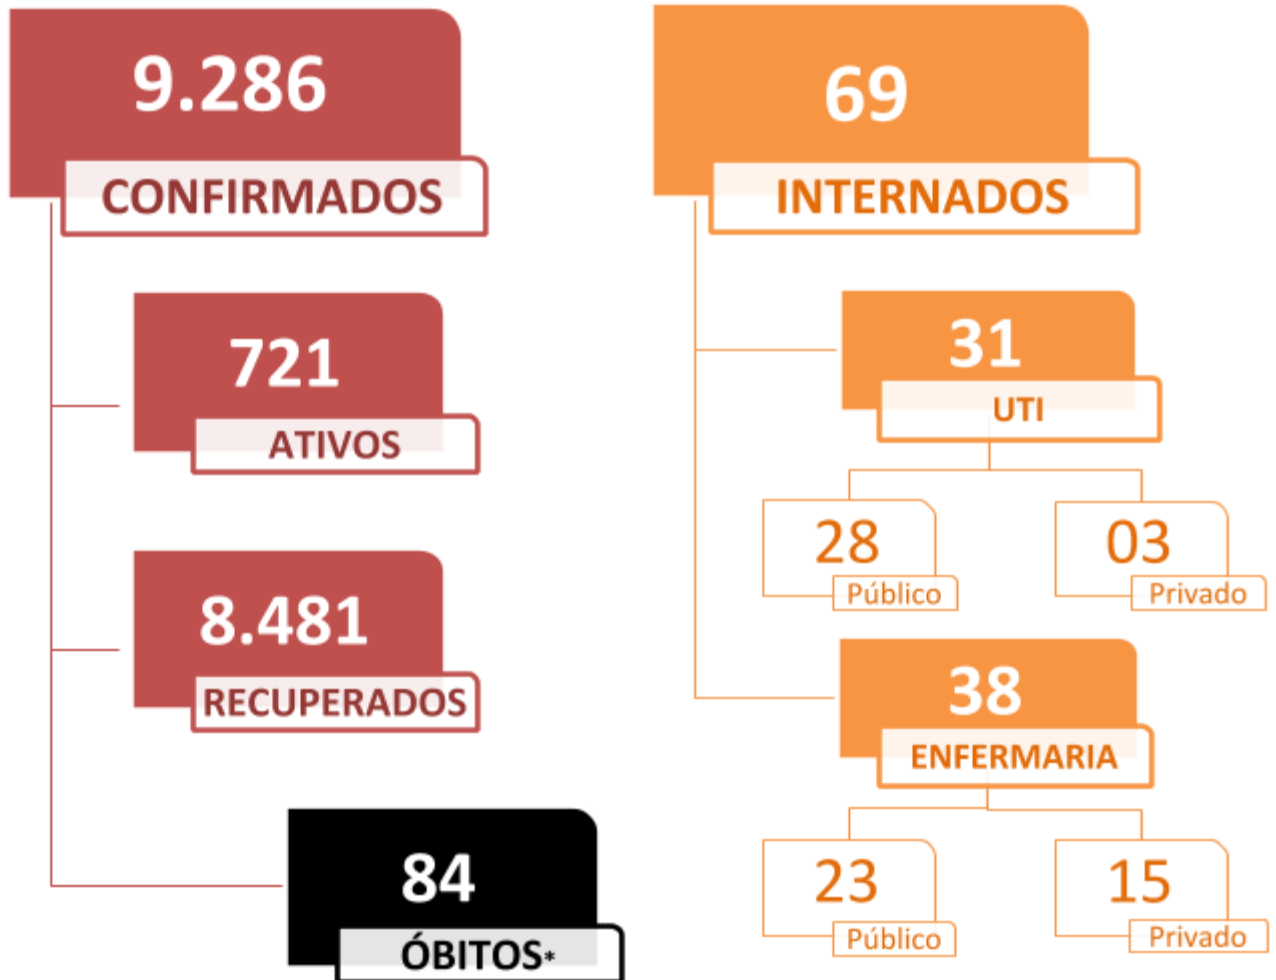 9.286
CONFIRMADOS
721
ATIVOS
8.481
RECUPERADOS
84
ÓBITOS*
69
INTERNADOS
31
UTI
28
Público
03
Privado
38
ENFERMARIA
23
Público
15
Privado